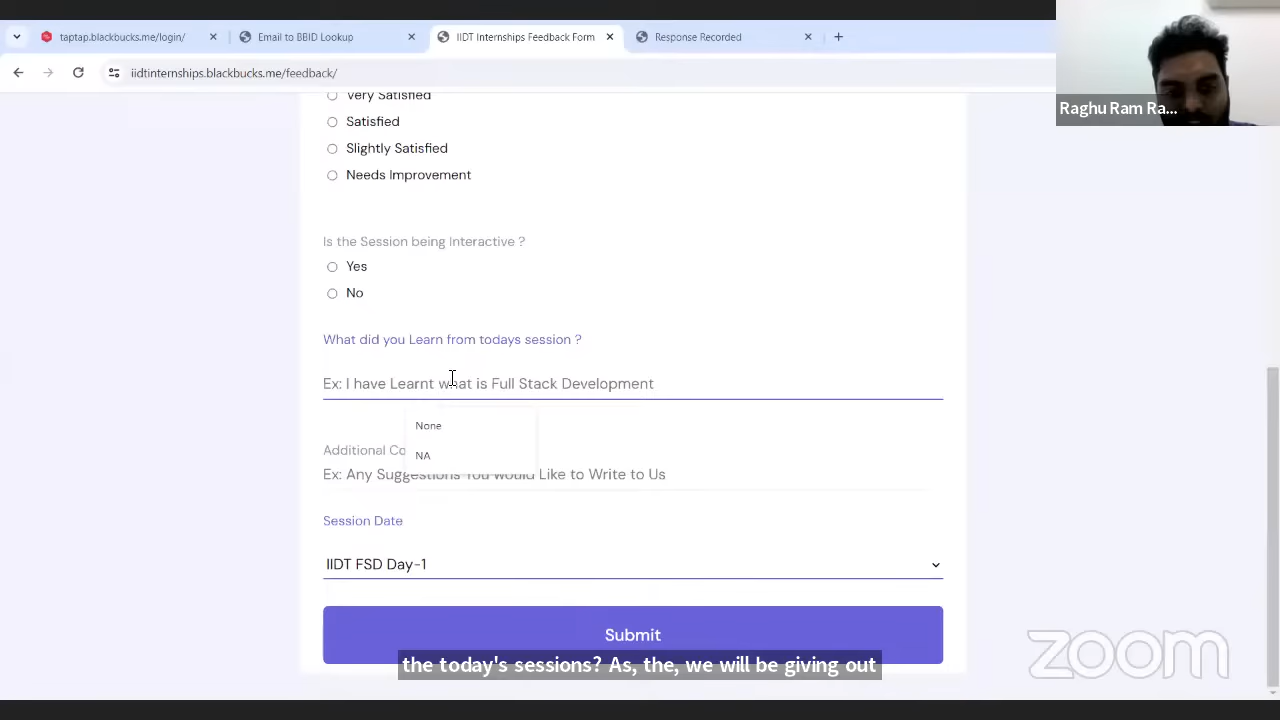 taptap.blackbucks.me/login/
Email to BBID Lookup
IIDT Internships Feedback Form
Response Recorded
iidtinternships.blackbucks.me/feedback/
Raghu Ram Ra...
Very Satisfied
Satisfied
Slightly Satisfied
Needs Improvement
Is the Session being Interactive ?
Yes
No
What did you Learn from todays session ?
Ex: I have Learnt what is Full Stack Development
None
NA
Additional Co
Ex: Any Suggestions You Would Like to Write to Us
Session Date
IIDT FSD Day-1
Submit
the today's sessions? As, the, we will be giving out
zoom